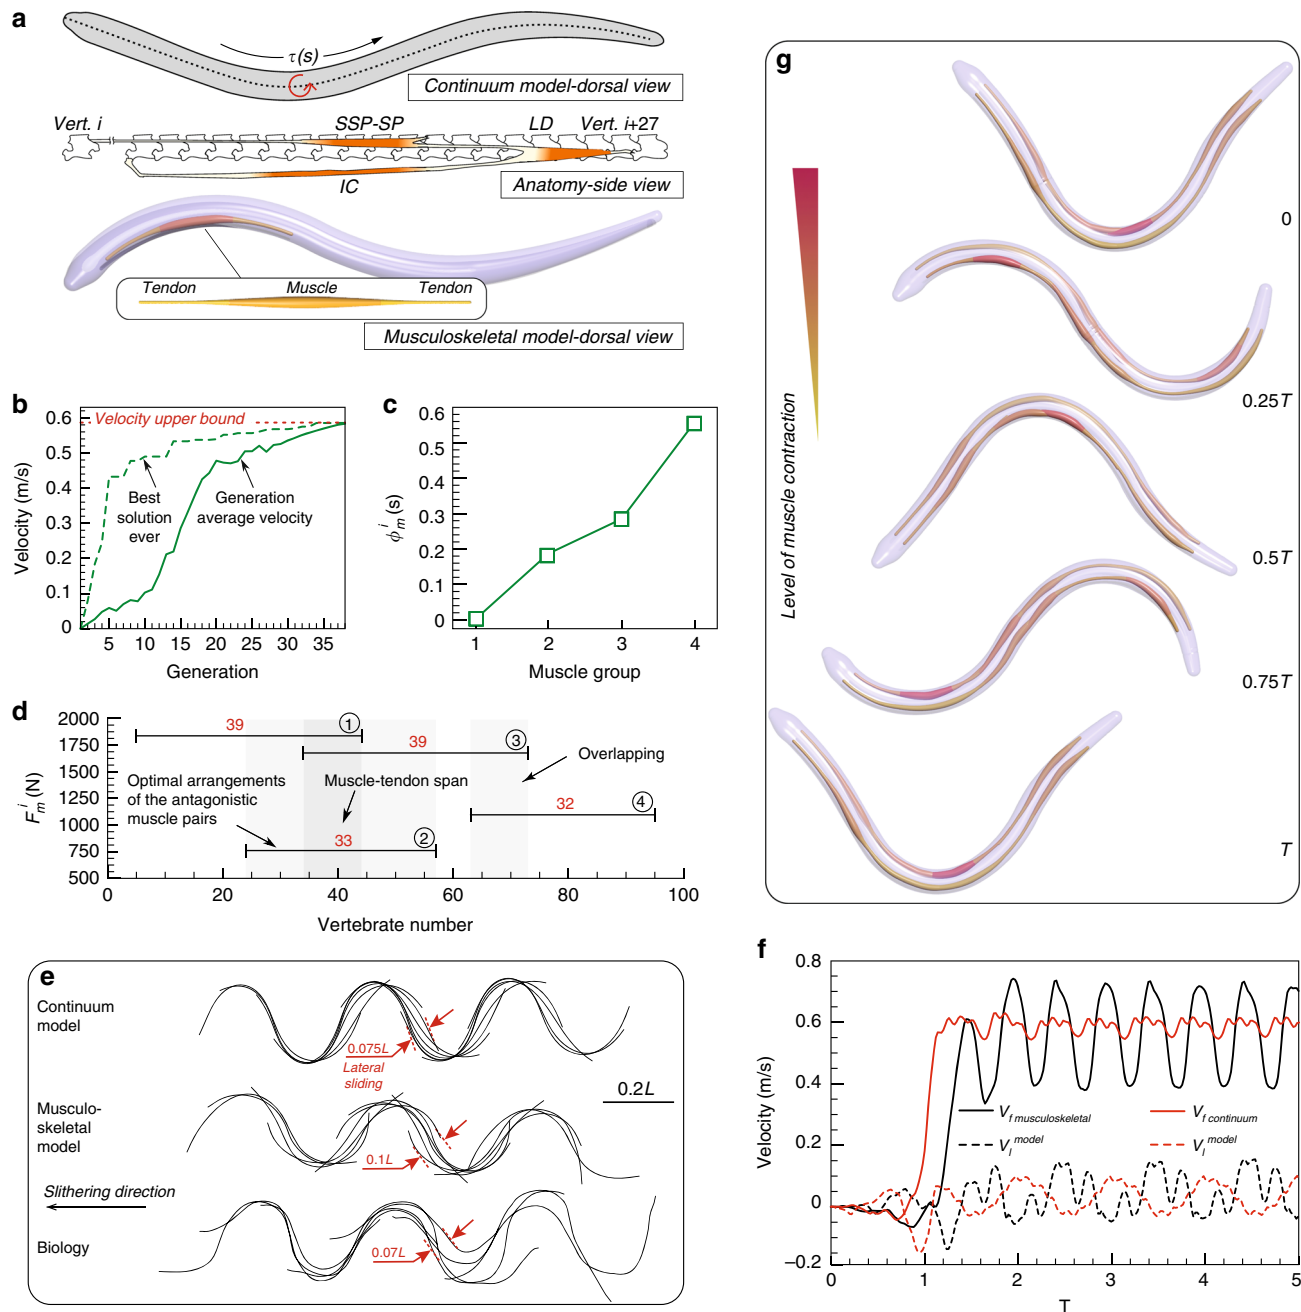 a
τ(s)
Continuum model-dorsal view
Vert. i
SSP-SP
LD
Vert. i+27
IC
Anatomy-side view
Tendon
Muscle
Tendon
Musculoskeletal model-dorsal view
b
Velocity (m/s)
0.6
0.5
0.4
0.3
0.2
0.1
0
Velocity upper bound
Best
solution
ever
Generation
average velocity
5
10
15
20
25
30
35
Generation
c
ϕ_m^i (s)
0.6
0.5
0.4
0.3
0.2
0.1
0
1
2
3
4
Muscle group
d
F_m^i (N)
2000
1750
1500
1250
1000
750
500
39
1
39
3
Overlapping
Optimal arrangements
of the antagonistic
muscle pairs
Muscle-tendon span
32
4
33
2
0
20
40
60
80
100
Vertebrate number
e
Continuum
model
0.075L
Lateral
sliding
0.2L
Musculo-
skeletal
model
0.1L
Slithering direction
Biology
0.07L
g
Level of muscle contraction
0
0.25T
0.5T
0.75T
T
f
Velocity (m/s)
0.8
0.6
0.4
0.2
0
–0.2
V_f musculoskeletal
V_f continuum
V_l^model
V_l^model
0
1
2
3
4
5
T